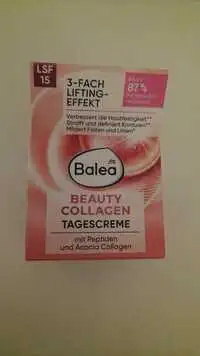 LSF
15
3-FACH
LIFTING-
EFFEKT
Verbessert die Hautfestigkeit**
Strafft und definiert Konturen**
Mildert Falten und Linien*
87%
Balea
BEAUTY
COLLAGEN
TAGESCREME
mit Peptiden
und Acacia Collagen